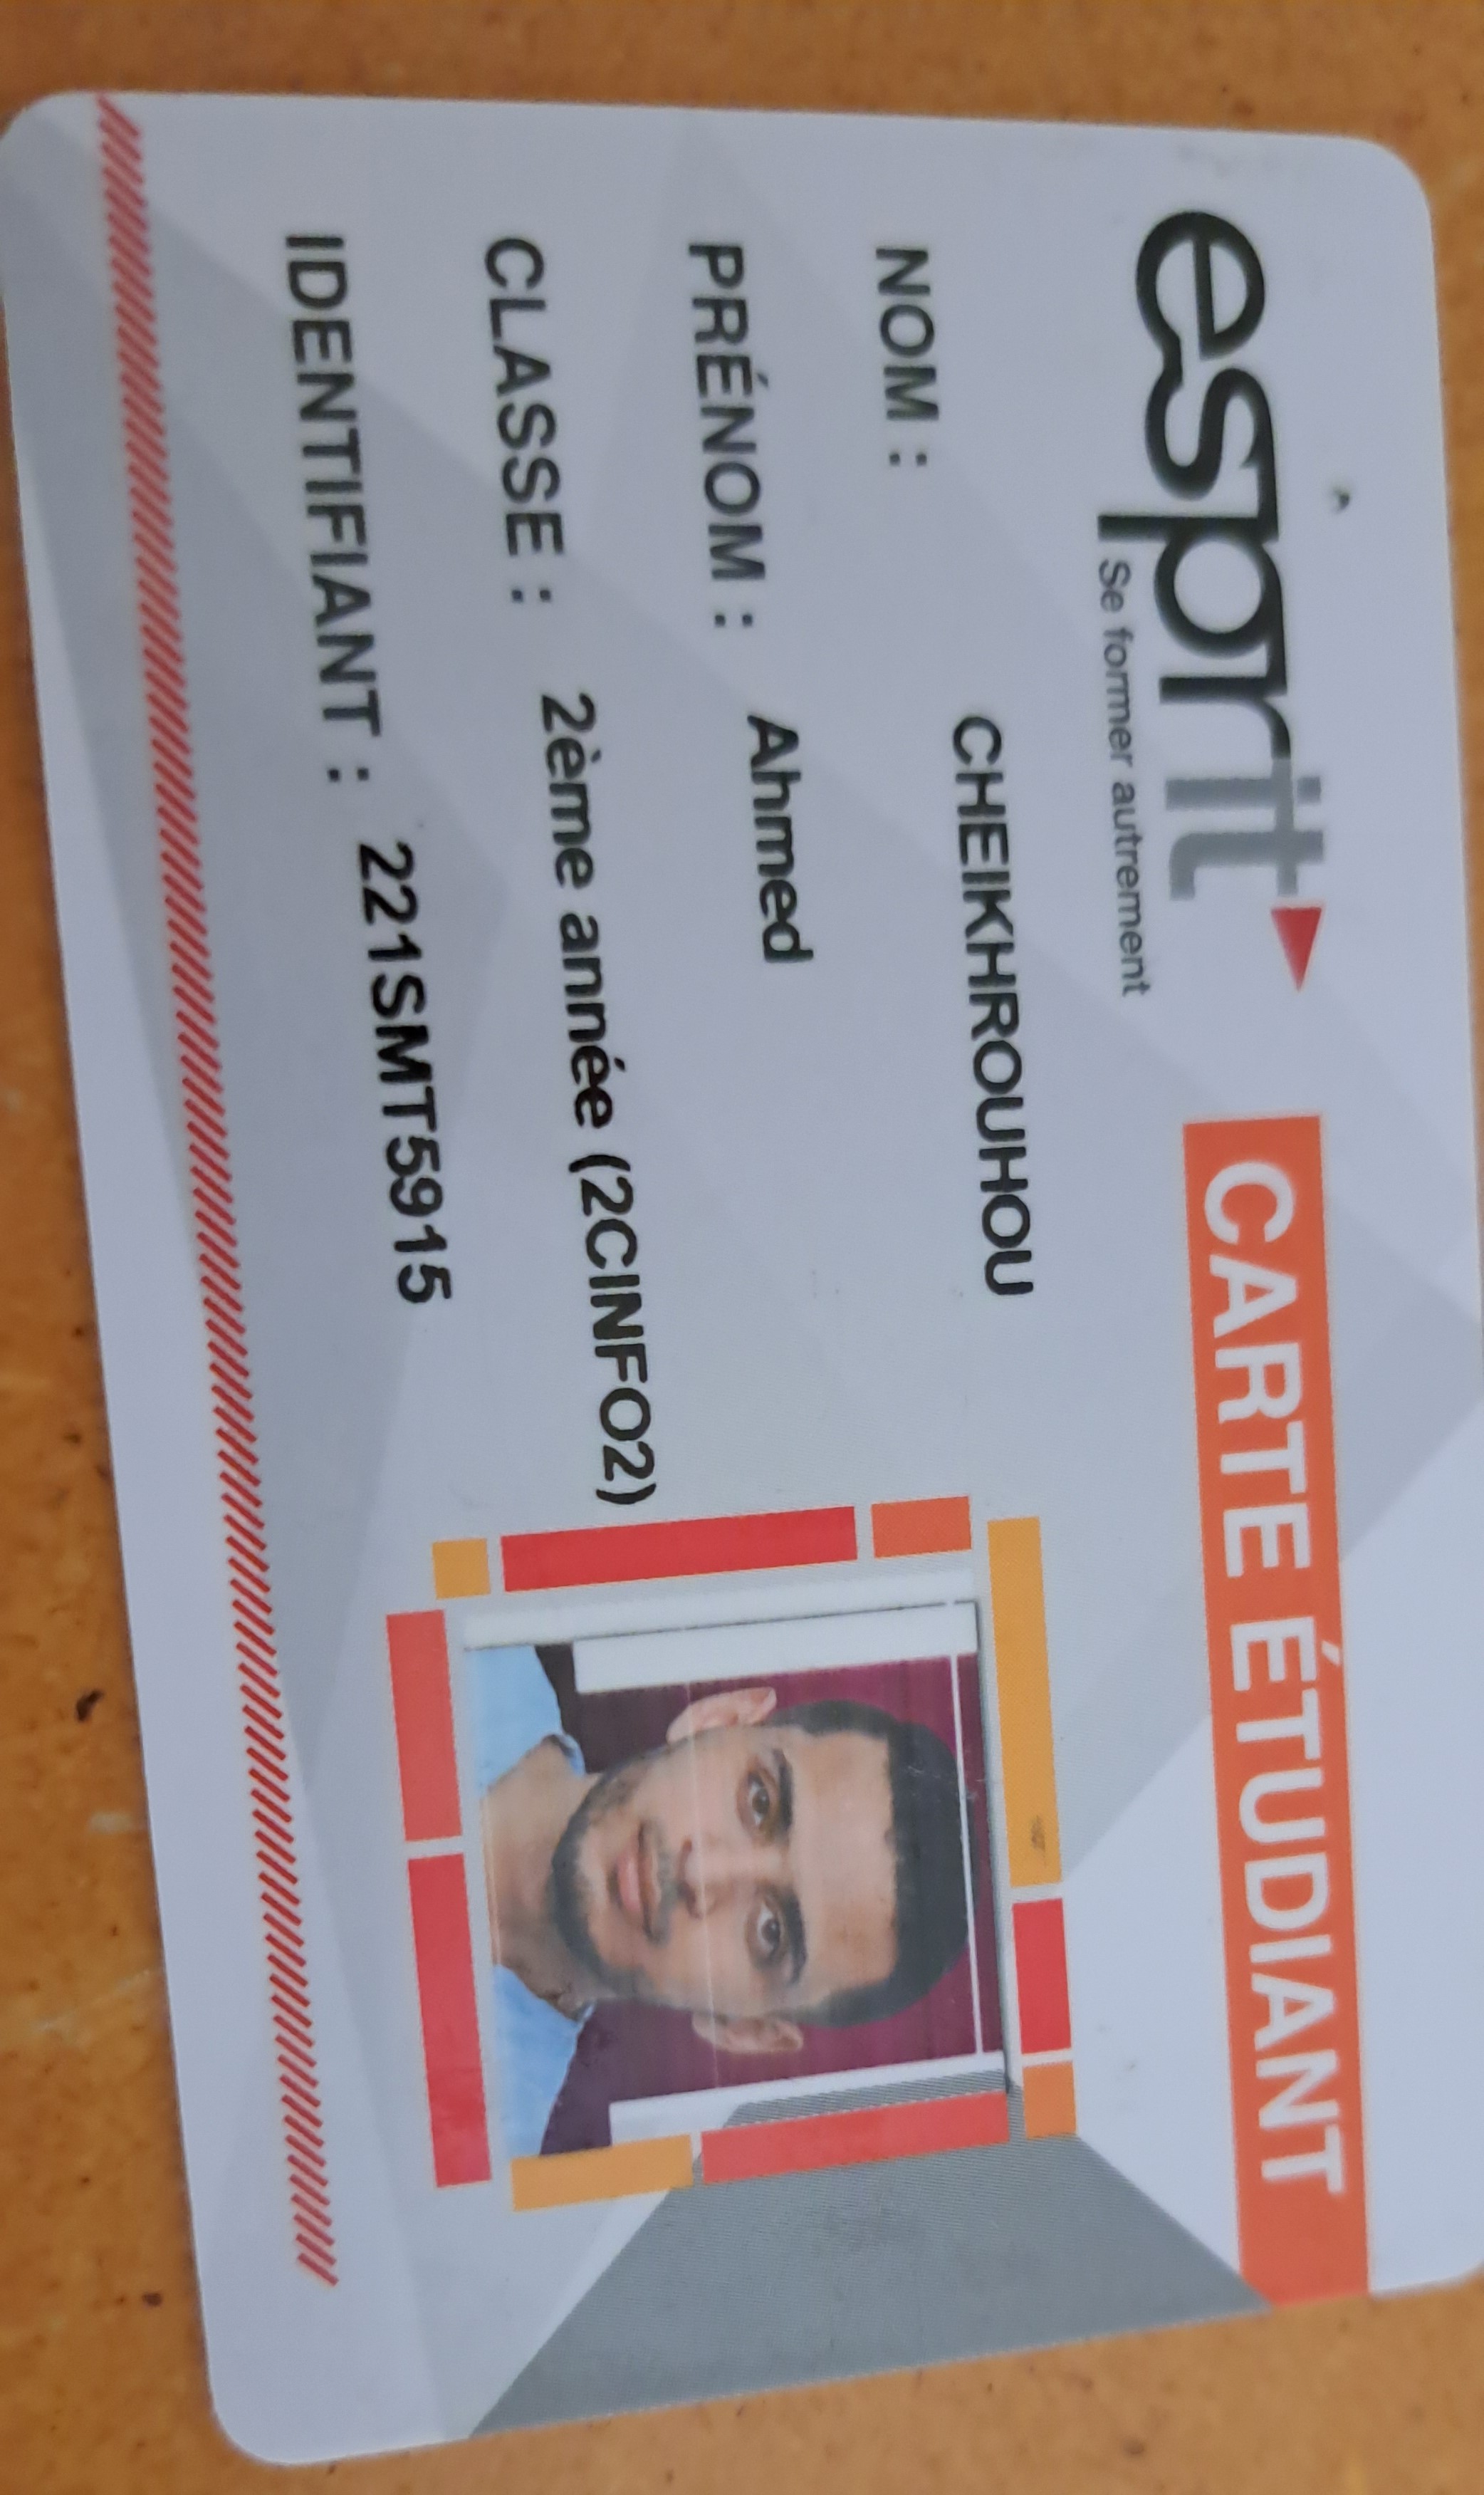 esprit
Se former autrement
CARTE ÉTUDIANT
NOM : CHEIKHROUHOU
PRÉNOM : Ahmed
CLASSE : 2ème année (2CINFO2)
IDENTIFIANT : 221SMT5915